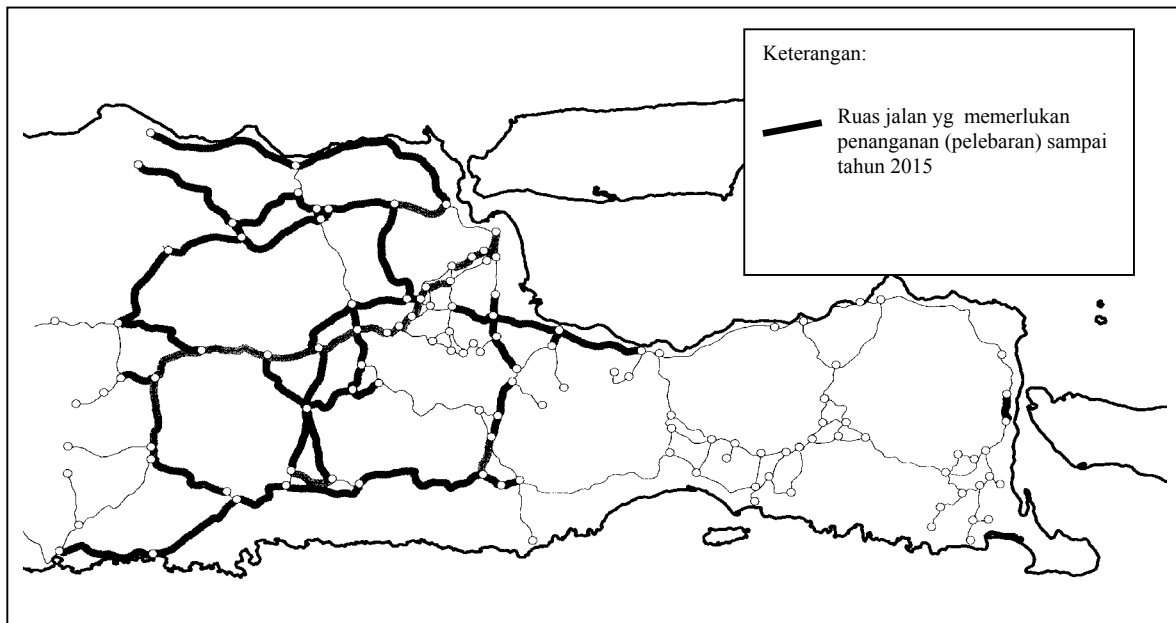 Keterangan:
Ruas jalan yg memerlukan
penanganan (pelebaran) sampai
tahun 2015